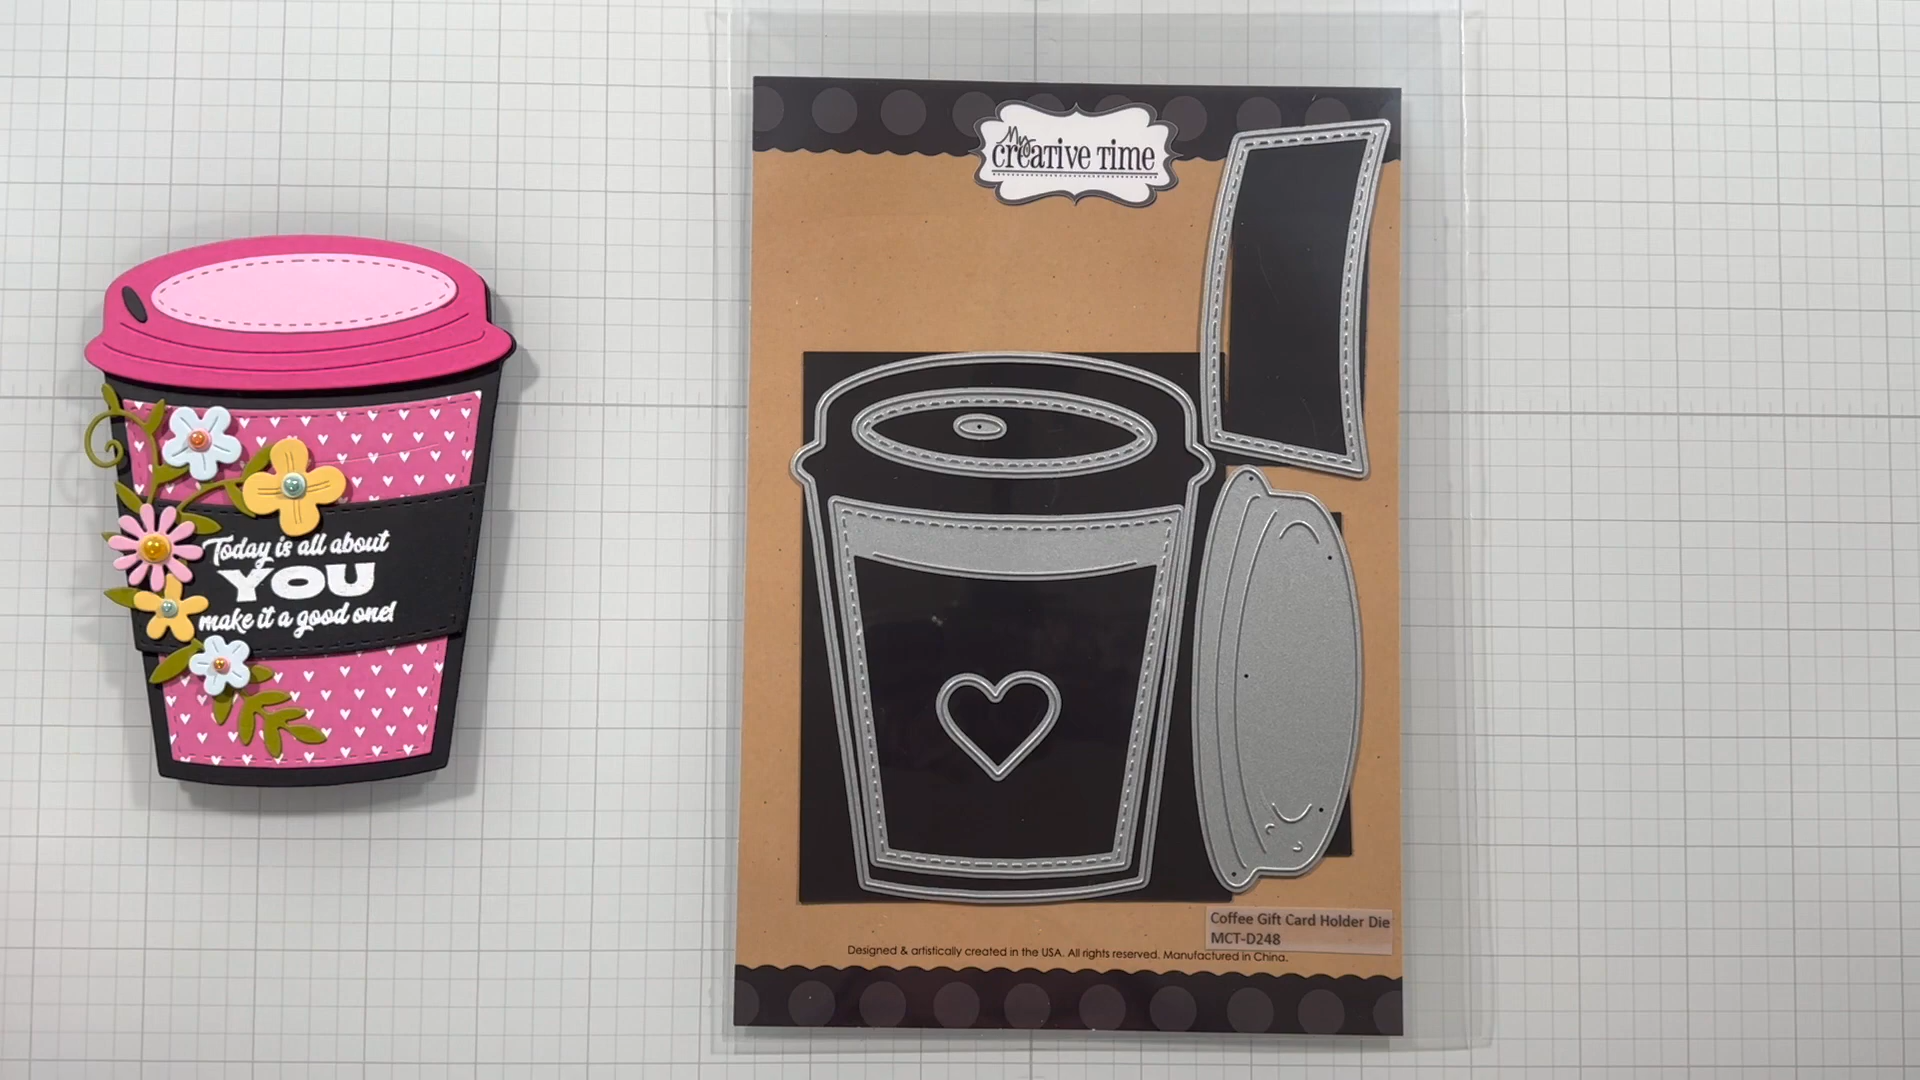 Today is all about
YOU
make it a good one!
My
creative Time
Coffee Gift Card Holder Die
MCT-D248
Designed & artistically created in the USA. All rights reserved. Manufactured in China.